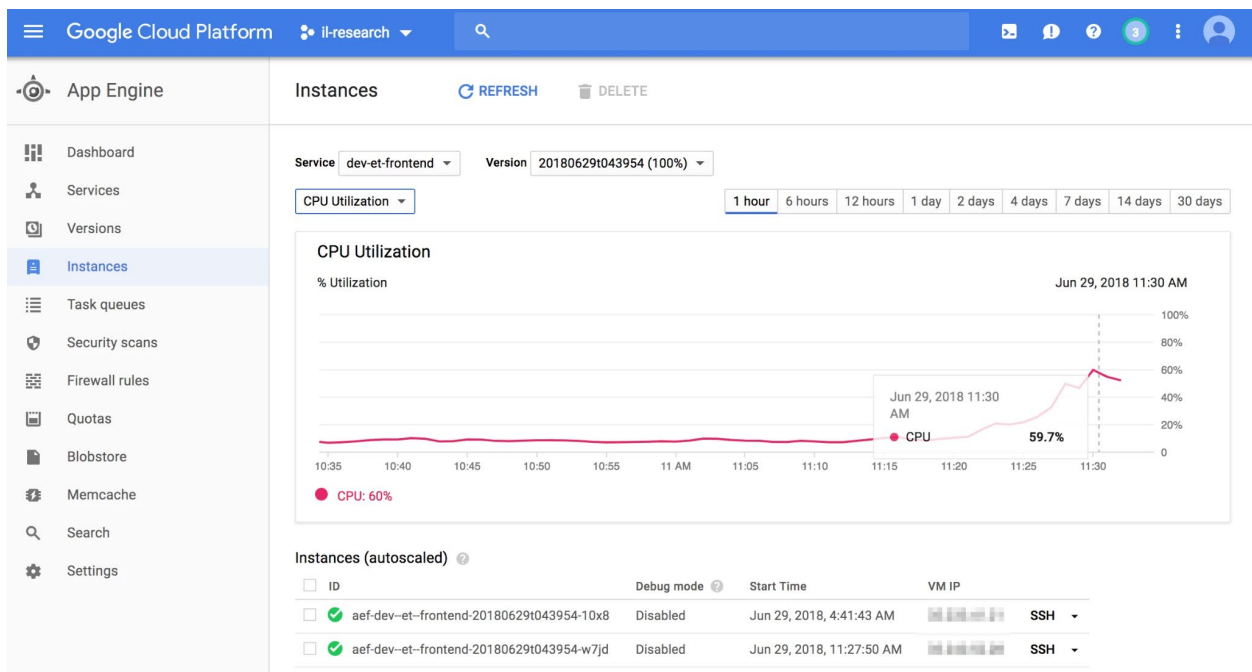 Google Cloud Platform il-research 3
App Engine Instances REFRESH DELETE
Dashboard
Services
Versions
Instances
Task queues
Security scans
Firewall rules
Quotas
Blobstore
Memcache
Search
Settings
Service dev-et-frontend Version 20180629t043954 (100%)
CPU Utilization 1 hour 6 hours 12 hours 1 day 2 days 4 days 7 days 14 days 30 days
CPU Utilization
% Utilization Jun 29, 2018 11:30 AM
100%
80%
60%
40%
20%
0
Jun 29, 2018 11:30
AM
CPU 59.7%
10:35 10:40 10:45 10:50 10:55 11 AM 11:05 11:10 11:15 11:20 11:25 11:30
CPU: 60%
Instances (autoscaled)
ID Debug mode Start Time VM IP
aef-dev--et--frontend-20180629t043954-10x8 Disabled Jun 29, 2018, 4:41:43 AM SSH
aef-dev--et--frontend-20180629t043954-w7jd Disabled Jun 29, 2018, 11:27:50 AM SSH